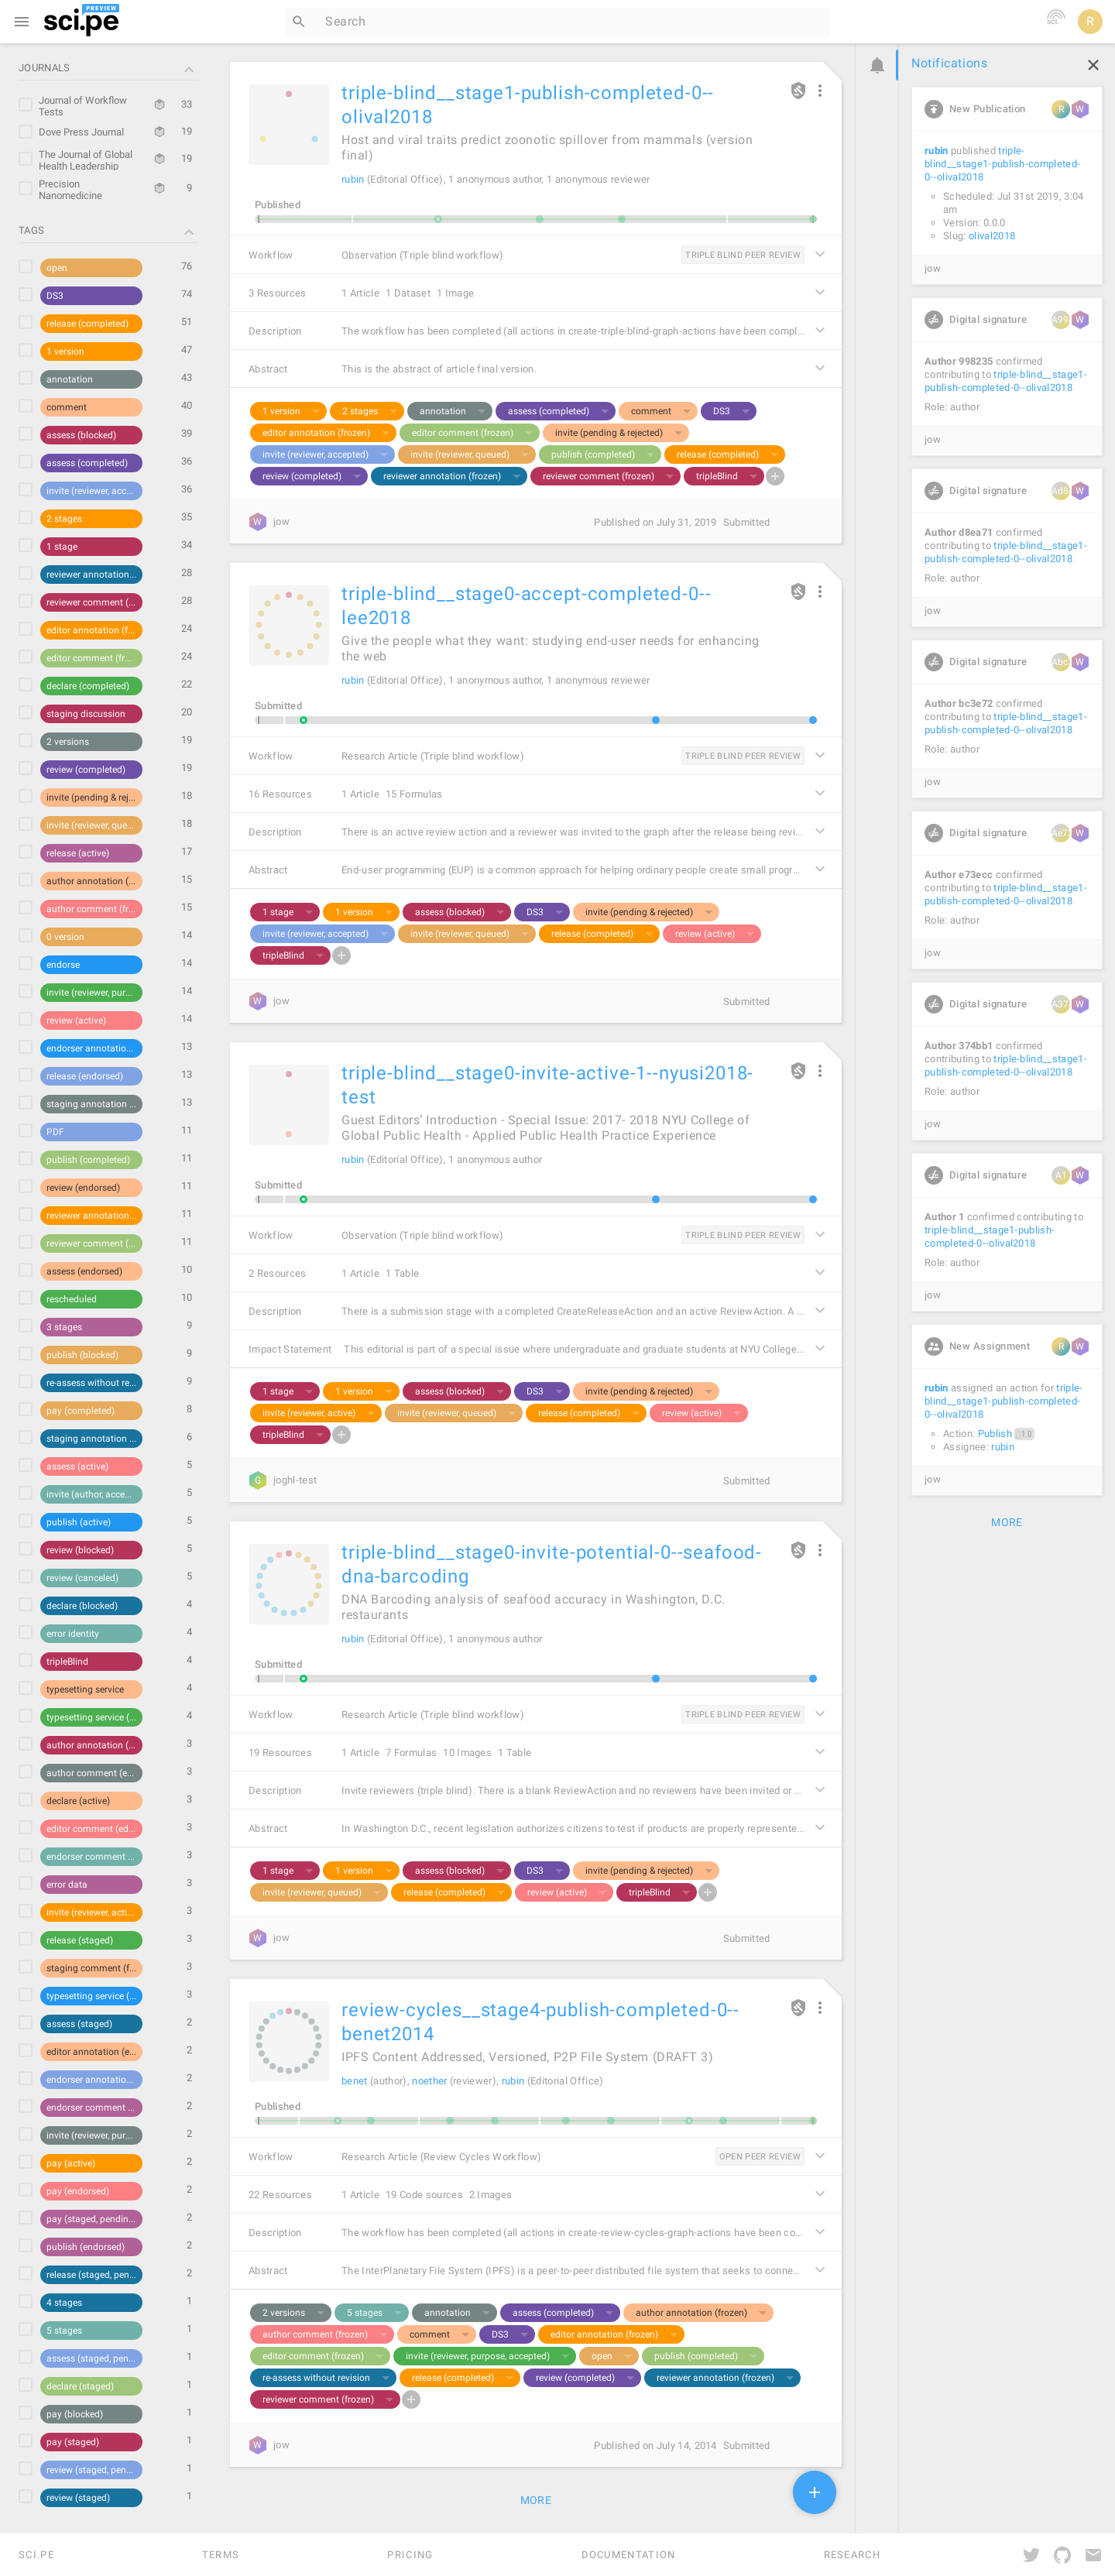 sci.pe
PREVIEW
Search
R
JOURNALS
Journal of Workflow
Tests
33
Dove Press Journal
19
The Journal of Global
Health Leadership
19
Precision
Nanomedicine
9
TAGS
open 76
DS3 74
release (completed) 51
1 version 47
annotation 43
comment 40
assess (blocked) 39
assess (completed) 36
invite (reviewer, acc... 36
2 stages 35
1 stage 34
reviewer annotation... 28
reviewer comment (... 28
editor annotation (f... 24
editor comment (fr... 24
declare (completed) 22
staging discussion 20
2 versions 19
review (completed) 19
invite (pending & rej... 18
invite (reviewer, que... 18
release (active) 17
author annotation (... 15
author comment (fr... 15
0 version 14
endorse 14
invite (reviewer, pur... 14
review (active) 14
endorser annotatio... 13
release (endorsed) 13
staging annotation ... 13
PDF 11
publish (completed) 11
review (endorsed) 11
reviewer annotation... 11
reviewer comment (... 11
assess (endorsed) 10
rescheduled 10
3 stages 9
publish (blocked) 9
re-assess without re... 9
pay (completed) 8
staging annotation ... 6
assess (active) 5
invite (author, acce... 5
publish (active) 5
review (blocked) 5
review (canceled) 5
declare (blocked) 4
error identity 4
tripleBlind 4
typesetting service 4
typesetting service (... 4
author annotation (... 3
author comment (e... 3
declare (active) 3
editor comment (ed... 3
endorser comment ... 3
error data 3
invite (reviewer, acti... 3
release (staged) 3
staging comment (f... 3
typesetting service (... 3
assess (staged) 2
editor annotation (e... 2
endorser annotatio... 2
endorser comment ... 2
invite (reviewer, pur... 2
pay (active) 2
pay (endorsed) 2
pay (staged, pendin... 2
publish (endorsed) 2
release (staged, pen... 2
4 stages 1
5 stages 1
assess (staged, pen... 1
declare (staged) 1
pay (blocked) 1
pay (staged) 1
review (staged, pen... 1
review (staged) 1
triple-blind__stage1-publish-completed-0--
olival2018
Host and viral traits predict zoonotic spillover from mammals (version
final)
rubin (Editorial Office), 1 anonymous author, 1 anonymous reviewer
Published
Workflow Observation (Triple blind workflow) TRIPLE BLIND PEER REVIEW
3 Resources 1 Article 1 Dataset 1 Image
Description The workflow has been completed (all actions in create-triple-blind-graph-actions have been compl...
Abstract This is the abstract of article final version.
1 version 2 stages annotation assess (completed) comment DS3
editor annotation (frozen) editor comment (frozen) invite (pending & rejected)
invite (reviewer, accepted) invite (reviewer, queued) publish (completed) release (completed)
review (completed) reviewer annotation (frozen) reviewer comment (frozen) tripleBlind
W jow Published on July 31, 2019 Submitted
triple-blind__stage0-accept-completed-0--
lee2018
Give the people what they want: studying end-user needs for enhancing
the web
rubin (Editorial Office), 1 anonymous author, 1 anonymous reviewer
Submitted
Workflow Research Article (Triple blind workflow) TRIPLE BLIND PEER REVIEW
16 Resources 1 Article 15 Formulas
Description There is an active review action and a reviewer was invited to the graph after the release being revi...
Abstract End-user programming (EUP) is a common approach for helping ordinary people create small progr...
1 stage 1 version assess (blocked) DS3 invite (pending & rejected)
invite (reviewer, accepted) invite (reviewer, queued) release (completed) review (active)
tripleBlind
W jow Submitted
triple-blind__stage0-invite-active-1--nyusi2018-
test
Guest Editors’ Introduction - Special Issue: 2017- 2018 NYU College of
Global Public Health - Applied Public Health Practice Experience
rubin (Editorial Office), 1 anonymous author
Submitted
Workflow Observation (Triple blind workflow) TRIPLE BLIND PEER REVIEW
2 Resources 1 Article 1 Table
Description There is a submission stage with a completed CreateReleaseAction and an active ReviewAction. A ...
Impact Statement This editorial is part of a special issue where undergraduate and graduate students at NYU College...
1 stage 1 version assess (blocked) DS3 invite (pending & rejected)
invite (reviewer, active) invite (reviewer, queued) release (completed) review (active)
tripleBlind
G joghl-test Submitted
triple-blind__stage0-invite-potential-0--seafood-
dna-barcoding
DNA Barcoding analysis of seafood accuracy in Washington, D.C.
restaurants
rubin (Editorial Office), 1 anonymous author
Submitted
Workflow Research Article (Triple blind workflow) TRIPLE BLIND PEER REVIEW
19 Resources 1 Article 7 Formulas 10 Images 1 Table
Description Invite reviewers (triple blind). There is a blank ReviewAction and no reviewers have been invited or ...
Abstract In Washington D.C., recent legislation authorizes citizens to test if products are properly represente...
1 stage 1 version assess (blocked) DS3 invite (pending & rejected)
invite (reviewer, queued) release (completed) review (active) tripleBlind
W jow Submitted
review-cycles__stage4-publish-completed-0--
benet2014
IPFS Content Addressed, Versioned, P2P File System (DRAFT 3)
benet (author), noether (reviewer), rubin (Editorial Office)
Published
Workflow Research Article (Review Cycles Workflow) OPEN PEER REVIEW
22 Resources 1 Article 19 Code sources 2 Images
Description The workflow has been completed (all actions in create-review-cycles-graph-actions have been co...
Abstract The InterPlanetary File System (IPFS) is a peer-to-peer distributed file system that seeks to conne...
2 versions 5 stages annotation assess (completed) author annotation (frozen)
author comment (frozen) comment DS3 editor annotation (frozen)
editor comment (frozen) invite (reviewer, purpose, accepted) open publish (completed)
re-assess without revision release (completed) review (completed) reviewer annotation (frozen)
reviewer comment (frozen)
W jow Published on July 14, 2014 Submitted
MORE
Notifications
New Publication R W
rubin published triple-
blind__stage1-publish-completed-
0--olival2018
Scheduled: Jul 31st 2019, 3:04
am
Version: 0.0.0
Slug: olival2018
jow
Digital signature A99 W
Author 998235 confirmed
contributing to triple-blind__stage1-
publish-completed-0--olival2018
Role: author
jow
Digital signature Ad8 W
Author d8ea71 confirmed
contributing to triple-blind__stage1-
publish-completed-0--olival2018
Role: author
jow
Digital signature Abc W
Author bc3e72 confirmed
contributing to triple-blind__stage1-
publish-completed-0--olival2018
Role: author
jow
Digital signature Ae7 W
Author e73ecc confirmed
contributing to triple-blind__stage1-
publish-completed-0--olival2018
Role: author
jow
Digital signature A37 W
Author 374bb1 confirmed
contributing to triple-blind__stage1-
publish-completed-0--olival2018
Role: author
jow
Digital signature A1 W
Author 1 confirmed contributing to
triple-blind__stage1-publish-
completed-0--olival2018
Role: author
jow
New Assignment R W
rubin assigned an action for triple-
blind__stage1-publish-completed-
0--olival2018
Action: Publish 1.0
Assignee: rubin
jow
MORE
SCI.PE TERMS PRICING DOCUMENTATION RESEARCH